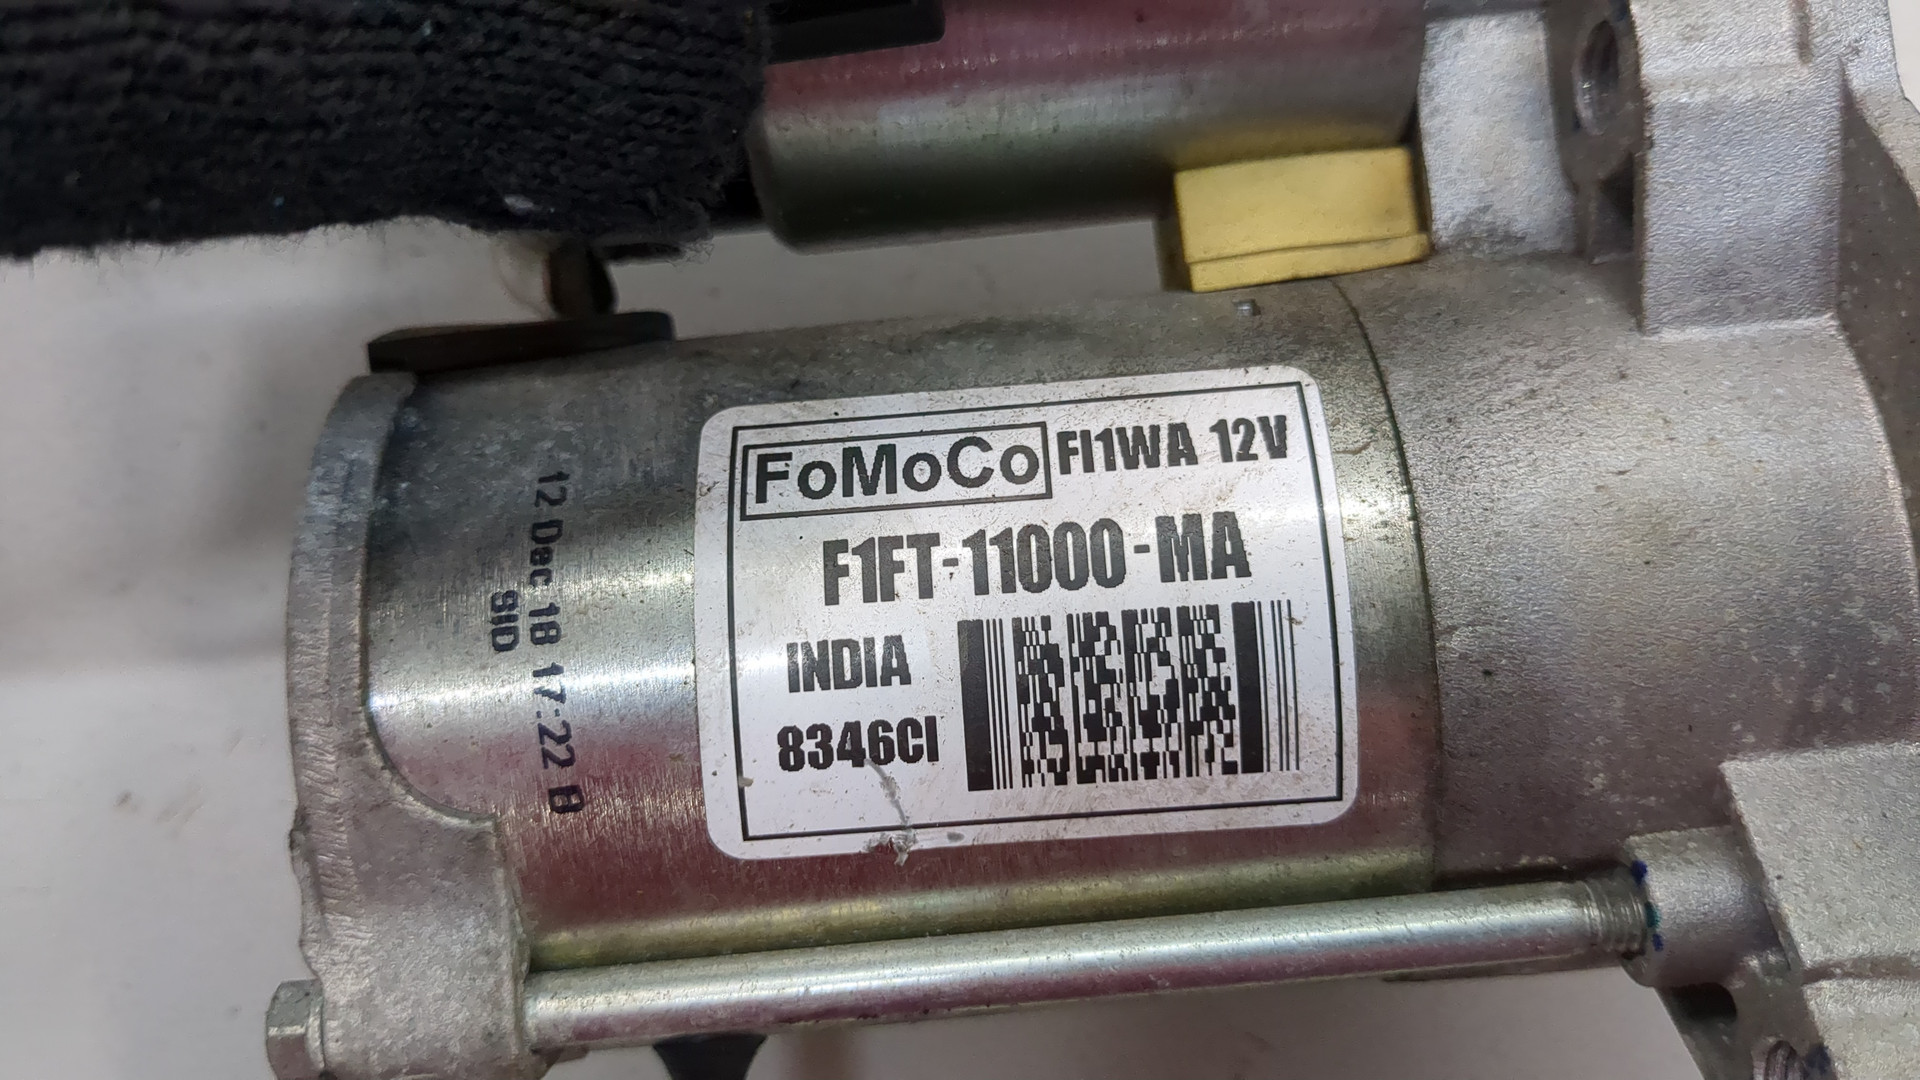 FoMoCo FI1WA 12V
F1FT-11000-MA
INDIA
8346CI
12 Dec 18 17:22 B
SID